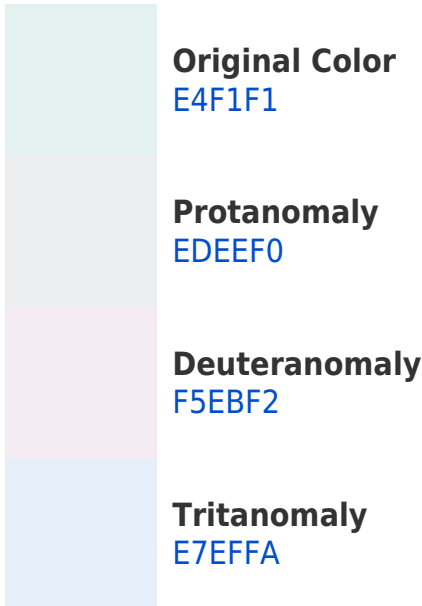 Original Color
E4F1F1
Protanomaly
EDEEF0
Deuteranomaly
F5EBF2
Tritanomaly
E7EFFA